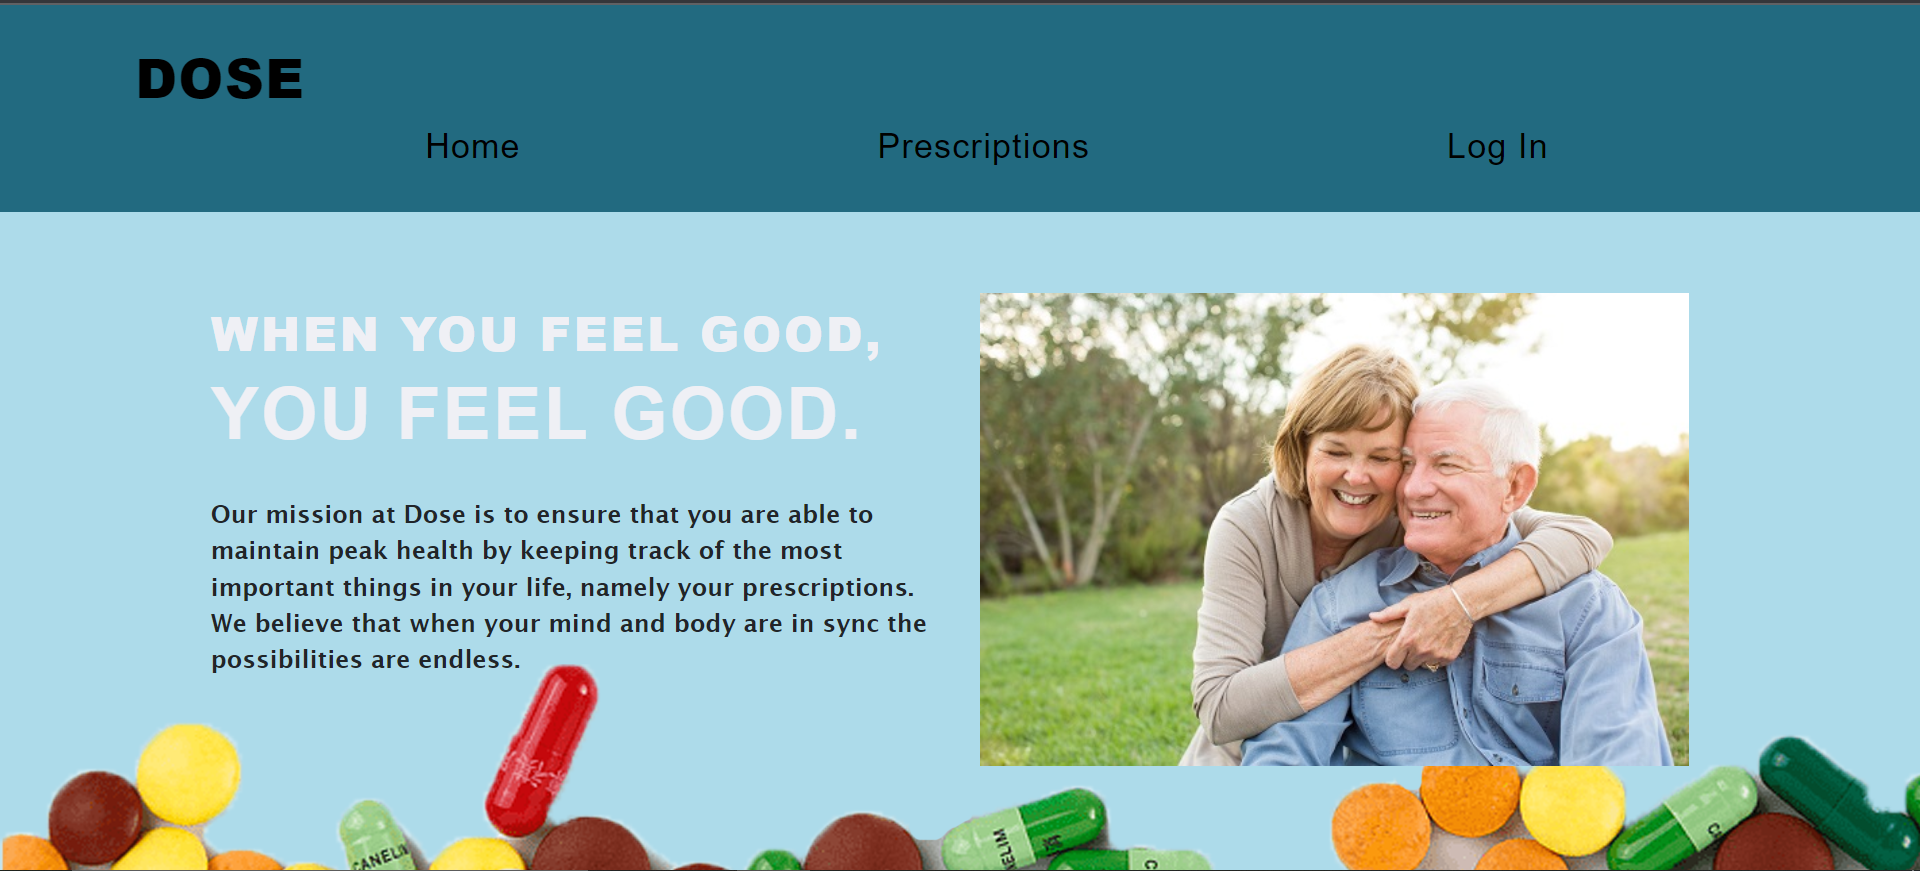 DOSE
Home Prescriptions Log In
WHEN YOU FEEL GOOD,
YOU FEEL GOOD.
Our mission at Dose is to ensure that you are able to
maintain peak health by keeping track of the most
important things in your life, namely your prescriptions.
We believe that when your mind and body are in sync the
possibilities are endless.